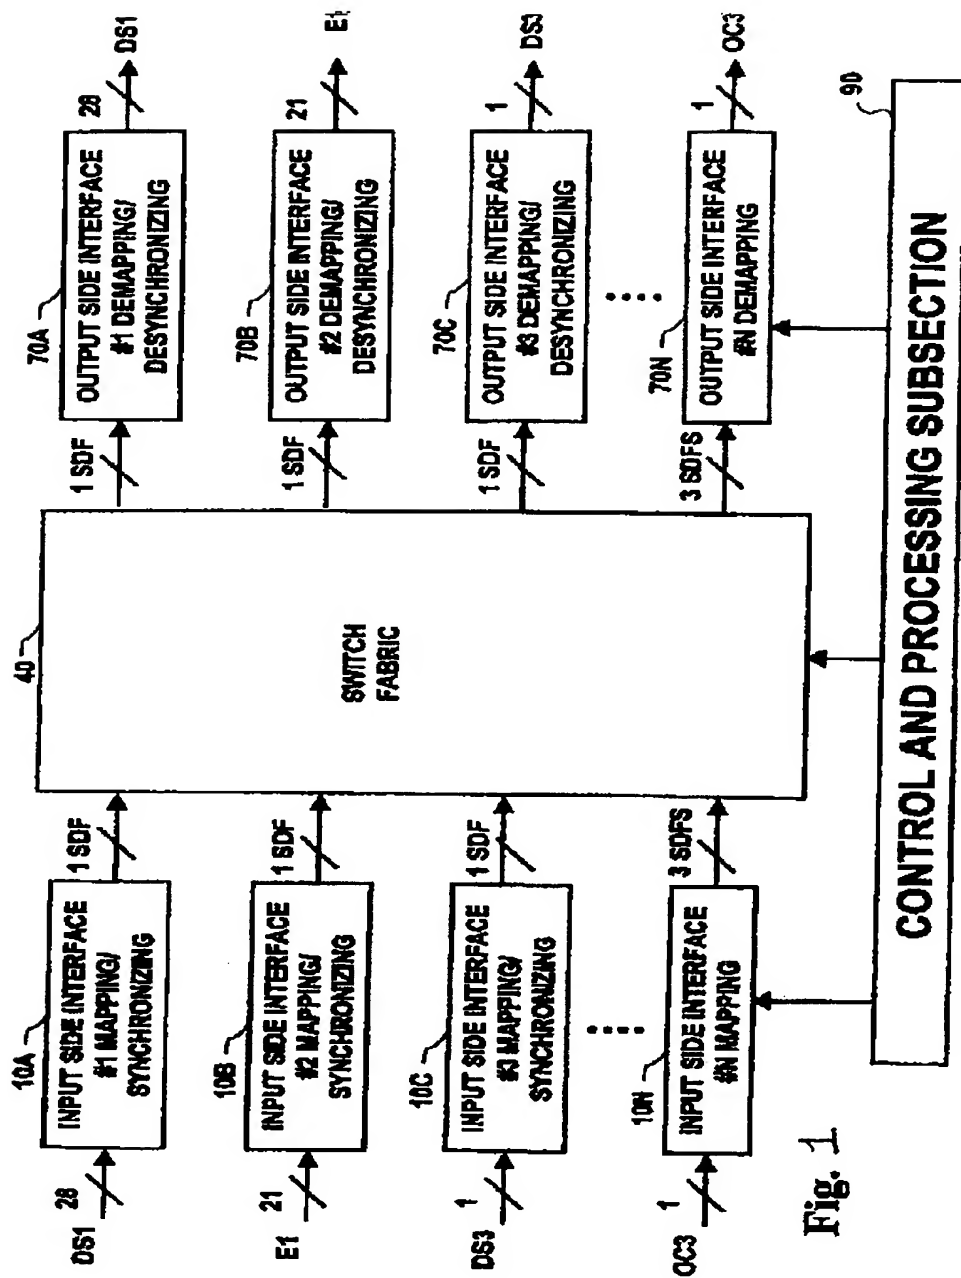 DS1
28
10A
INPUT SIDE INTERFACE
#1 MAPPING/
SYNCHRONIZING
1 SDF
E1
21
10B
INPUT SIDE INTERFACE
#2 MAPPING/
SYNCHRONIZING
1 SDF
DS3
1
10C
INPUT SIDE INTERFACE
#3 MAPPING/
SYNCHRONIZING
1 SDF
OC3
1
10N
INPUT SIDE INTERFACE
#N MAPPING
3 SDFS
40
SWITCH
FABRIC
1 SDF
70A
OUTPUT SIDE INTERFACE
#1 DEMAPPING/
DESYNCHRONIZING
28
DS1
1 SDF
70B
OUTPUT SIDE INTERFACE
#2 DEMAPPING/
DESYNCHRONIZING
21
E1
1 SDF
70C
OUTPUT SIDE INTERFACE
#3 DEMAPPING/
DESYNCHRONIZING
1
DS3
3 SDFS
70N
OUTPUT SIDE INTERFACE
#N DEMAPPING
1
OC3
90
CONTROL AND PROCESSING SUBSECTION
Fig. 1